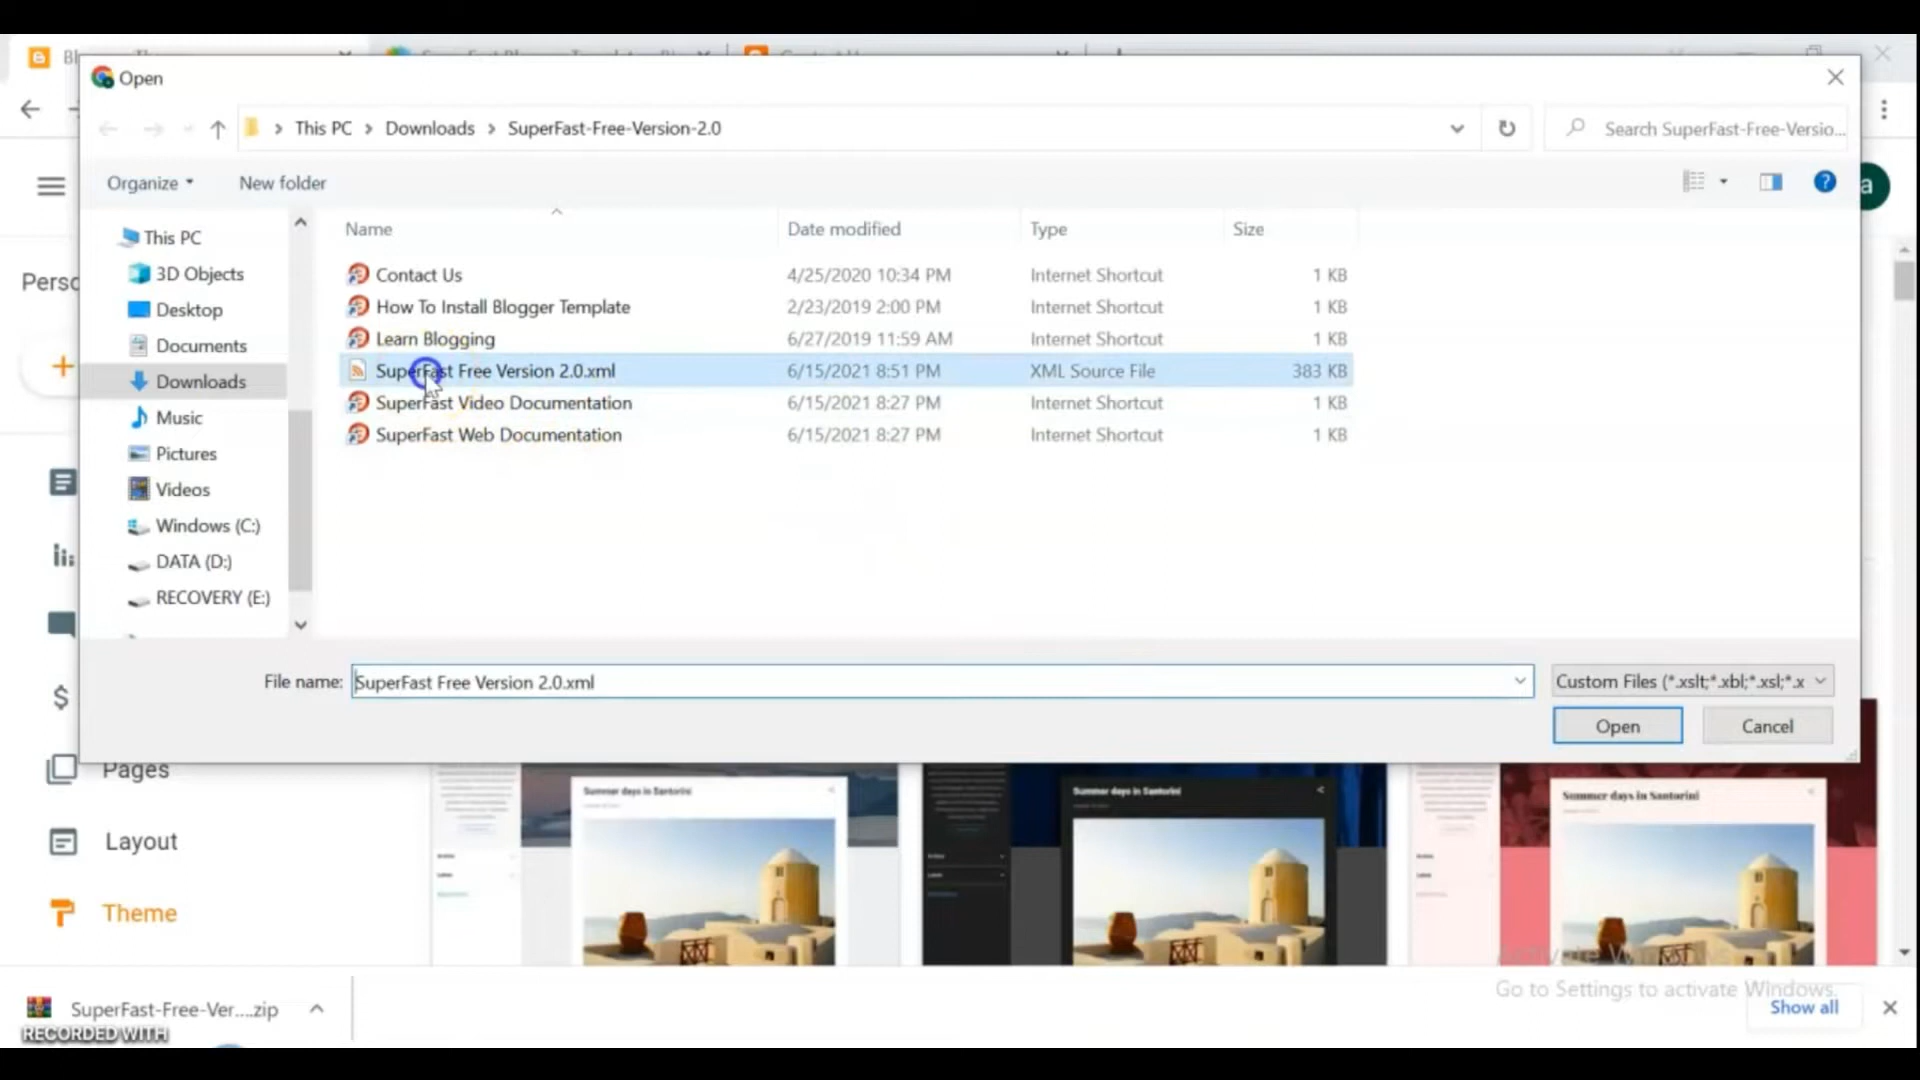 Open
This PC > Downloads > SuperFast-Free-Version-2.0
Search SuperFast-Free-Versio...
Organize
New folder
?
a
This PC
3D Objects
Desktop
Documents
Downloads
Music
Pictures
Videos
Windows (C:)
DATA (D:)
RECOVERY (E:)
Name Date modified Type Size
Contact Us 4/25/2020 10:34 PM Internet Shortcut 1 KB
How To Install Blogger Template 2/23/2019 2:00 PM Internet Shortcut 1 KB
Learn Blogging 6/27/2019 11:59 AM Internet Shortcut 1 KB
SuperFast Free Version 2.0.xml 6/15/2021 8:51 PM XML Source File 383 KB
SuperFast Video Documentation 6/15/2021 8:27 PM Internet Shortcut 1 KB
SuperFast Web Documentation 6/15/2021 8:27 PM Internet Shortcut 1 KB
File name: SuperFast Free Version 2.0.xml
Custom Files (*.xslt;*.xbl;*.xsl;*.x
Open
Cancel
Perso
Pages
Layout
Theme
Summer days in Santorini
Summer days in Santorini
Summer days in Santorini
Activate Windows
Go to Settings to activate Windows.
SuperFast-Free-Ver....zip
Show all
RECORDED WITH